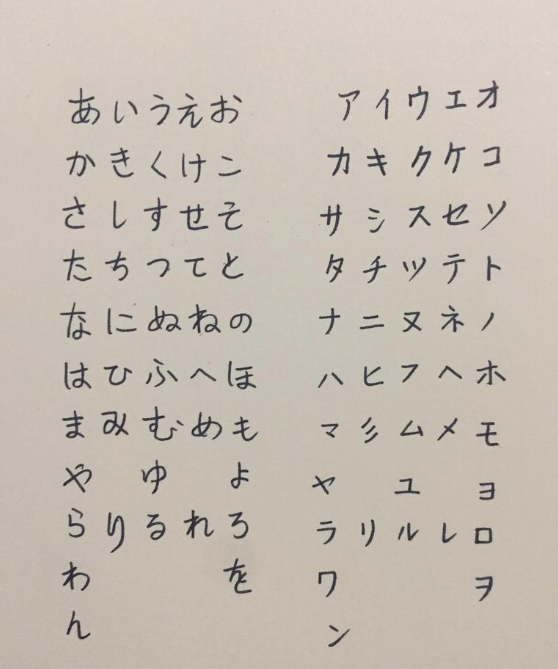 あいうえお アイウエオ
かきくけこ カキクケコ
さしすせそ サシスセソ
たちつてと タチツテト
なにぬねの ナニヌネノ
はひふへほ ハヒフヘホ
まみむめも マミムメモ
や ゆ よ ヤ ユ ヨ
らりるれろ ラリルレロ
わ を ワ ヲ
ん ン